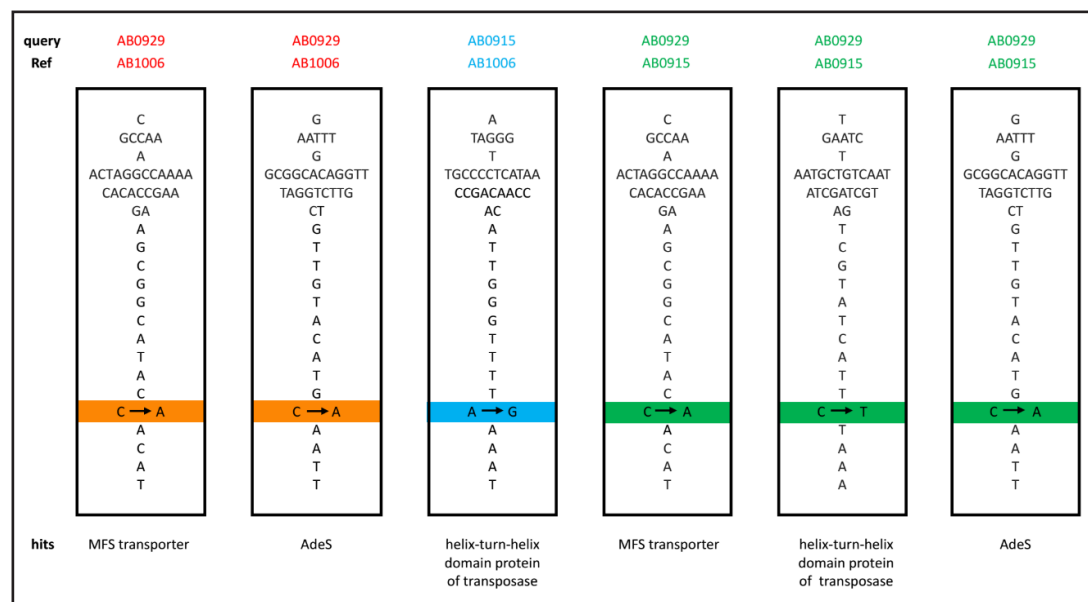 query AB0929 AB0929 AB0915 AB0929 AB0929 AB0929
Ref AB1006 AB1006 AB1006 AB0915 AB0915 AB0915
C G A C T G
GCCAA AATTT TAGGG GCCAA GAATC AATTT
A G T A T G
ACTAGGCCAAAA GCGGCACAGGTT TGCCCCTCATAA ACTAGGCCAAAA AATGCTGTCAAT GCGGCACAGGTT
CACACCGAA TAGGTCTTG CCGACAACC CACACCGAA ATCGATCGT TAGGTCTTG
GA CT AC GA AG CT
A G A A T G
G T T G C T
C T T C G T
G G G G T G
G T G G A T
C A G C T A
A C T A C C
T A T T A A
A T T A T T
C G T C T G
C → A C → A A → G C → A C → T C → A
A A A A T A
C A A C A A
A T A A A T
T T T T A T
hits MFS transporter AdeS helix-turn-helix MFS transporter helix-turn-helix AdeS
domain protein domain protein
of transposase of transposase